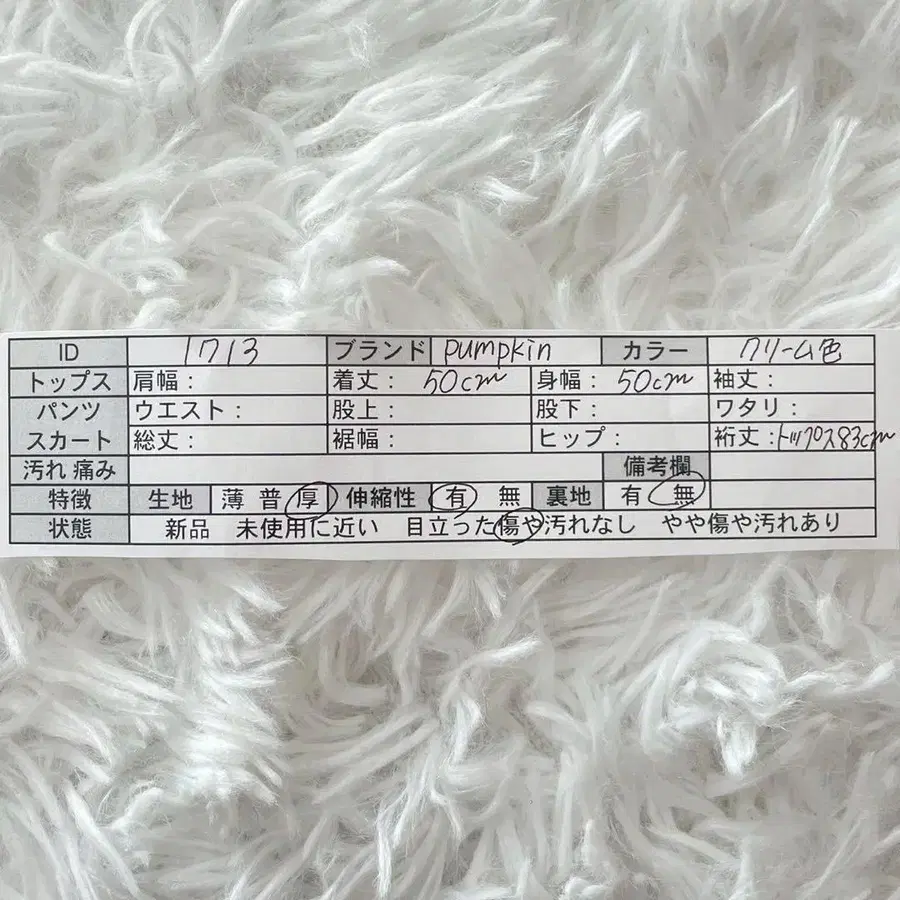 ID 1713 ブランド pumpkin カラー クリーム色
トップス 肩幅： 着丈： 50cm 身幅： 50cm 袖丈：
パンツ ウエスト： 股上： 股下： ワタリ：
スカート 総丈： 裾幅： ヒップ： 裄丈：トップス83cm
汚れ 痛み 備考欄
特徴 生地 薄 普 厚 伸縮性 有 無 裏地 有 無
状態 新品 未使用に近い 目立った傷や汚れなし やや傷や汚れあり